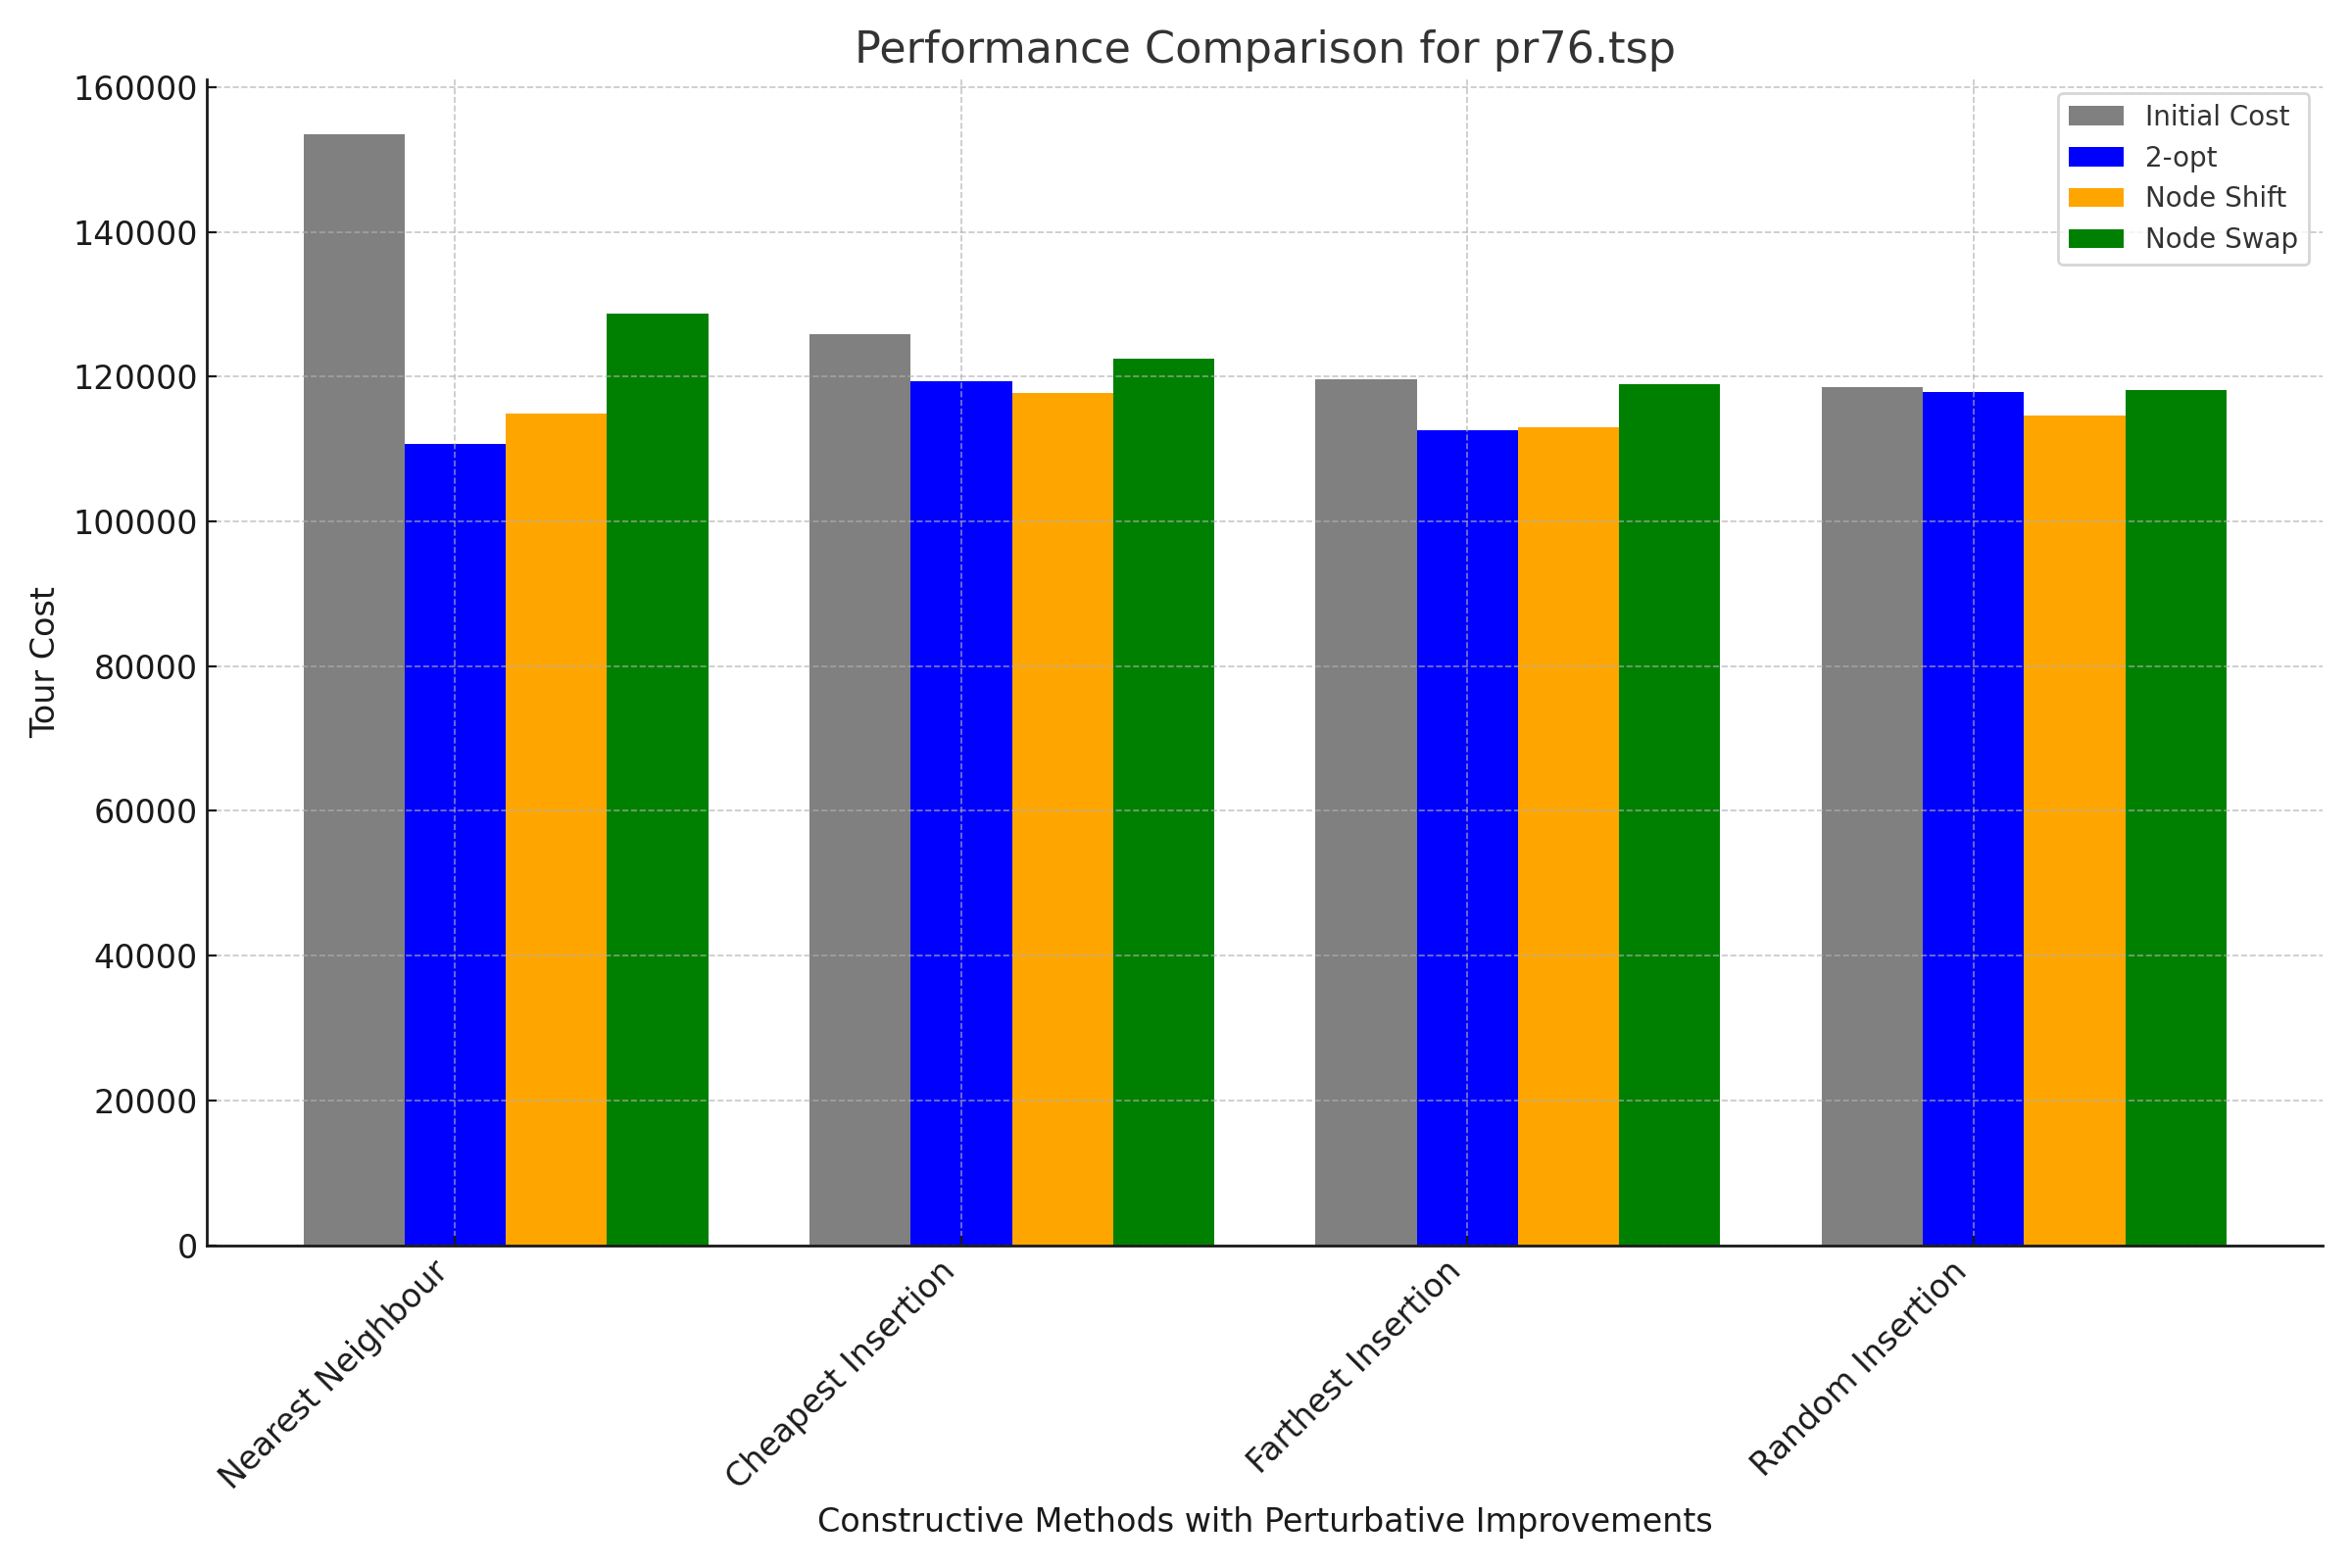 Performance Comparison for pr76.tsp
Initial Cost
2-opt
Node Shift
Node Swap
Tour Cost
160000
140000
120000
100000
80000
60000
40000
20000
0
Nearest Neighbour
Cheapest Insertion
Farthest Insertion
Random Insertion
Constructive Methods with Perturbative Improvements